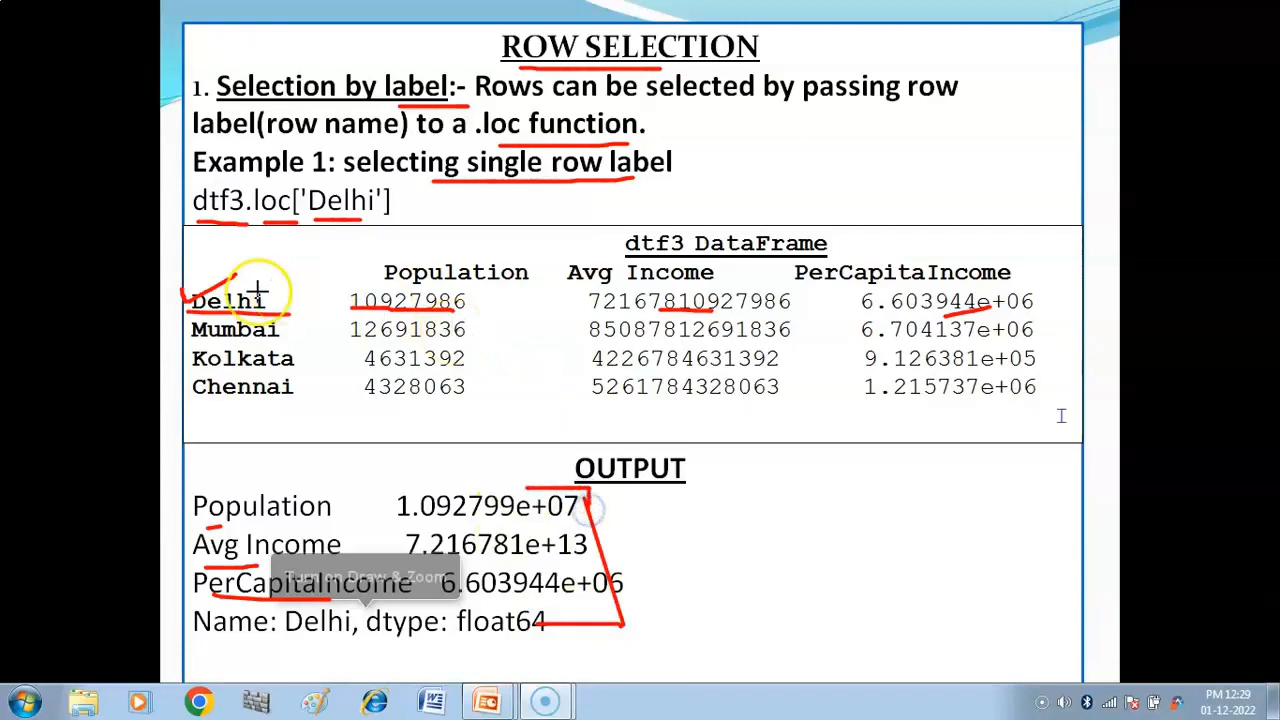 ROW SELECTION
1. Selection by label:- Rows can be selected by passing row
label(row name) to a .loc function.
Example 1: selecting single row label
dtf3.loc['Delhi']
dtf3 DataFrame
Population Avg Income PerCapitaIncome
Delhi 10927986 72167810927986 6.603944e+06
Mumbai 12691836 85087812691836 6.704137e+06
Kolkata 4631392 4226784631392 9.126381e+05
Chennai 4328063 5261784328063 1.215737e+06
OUTPUT
Population 1.092799e+07
Avg Income 7.216781e+13
Turn on Draw & Zoom
PerCapitaIncome 6.603944e+06
Name: Delhi, dtype: float64
PM 12:29
01-12-2022